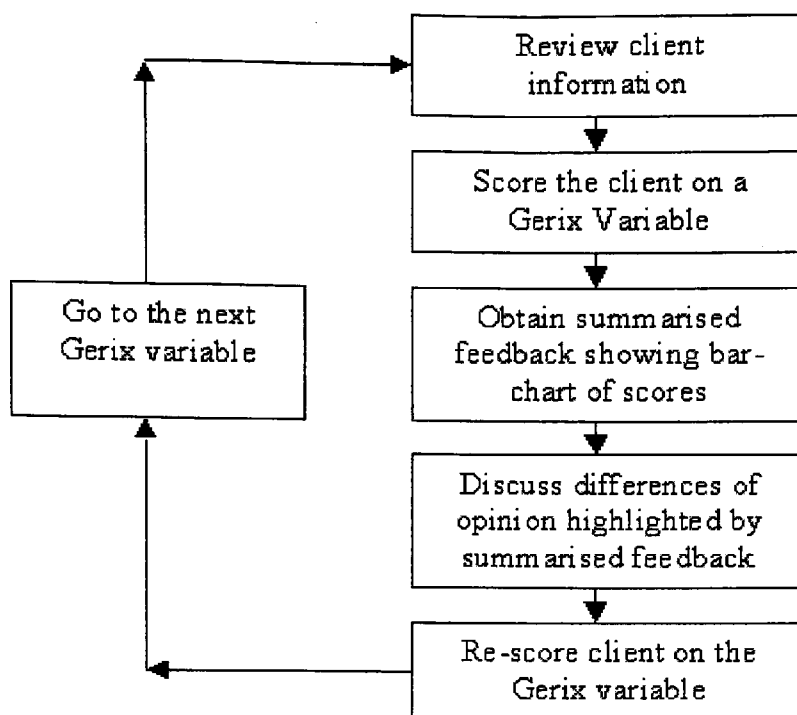 Review client
information
Score the client on a
Gerix Variable
Go to the next
Gerix variable
Obtain summarised
feedback showing bar-
chart of scores
Discuss differences of
opinion highlighted by
summarised feedback
Re-score client on the
Gerix variable